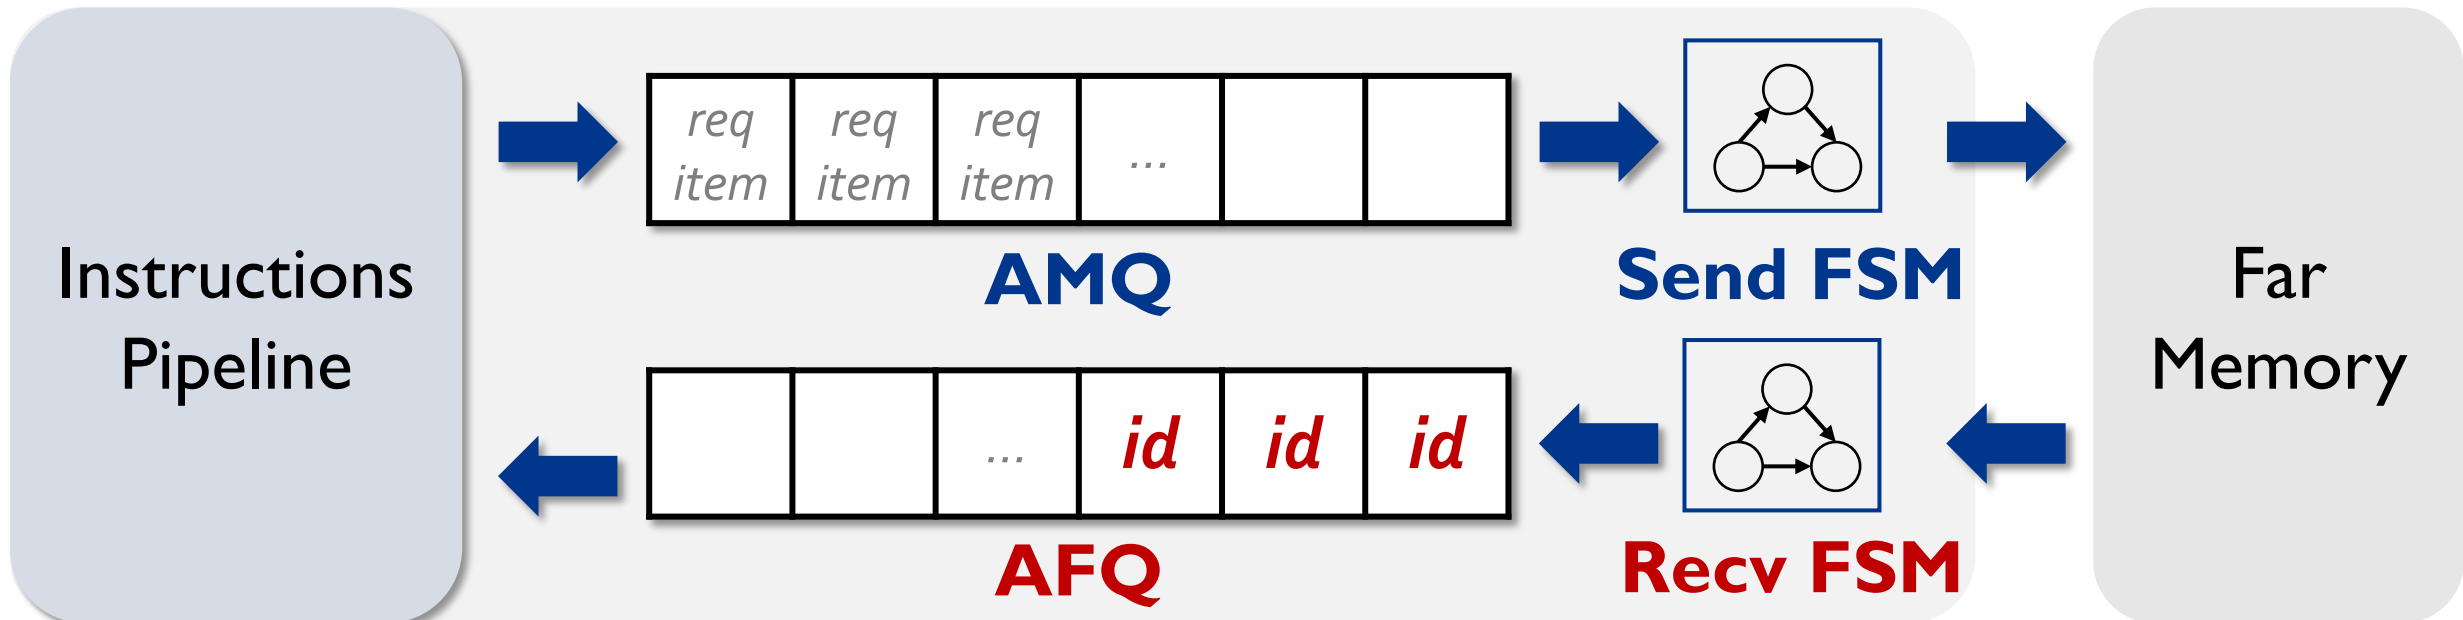 Instructions
Pipeline
req
item
req
item
req
item
...
AMQ
Send FSM
...
id
id
id
AFQ
Recv FSM
Far
Memory